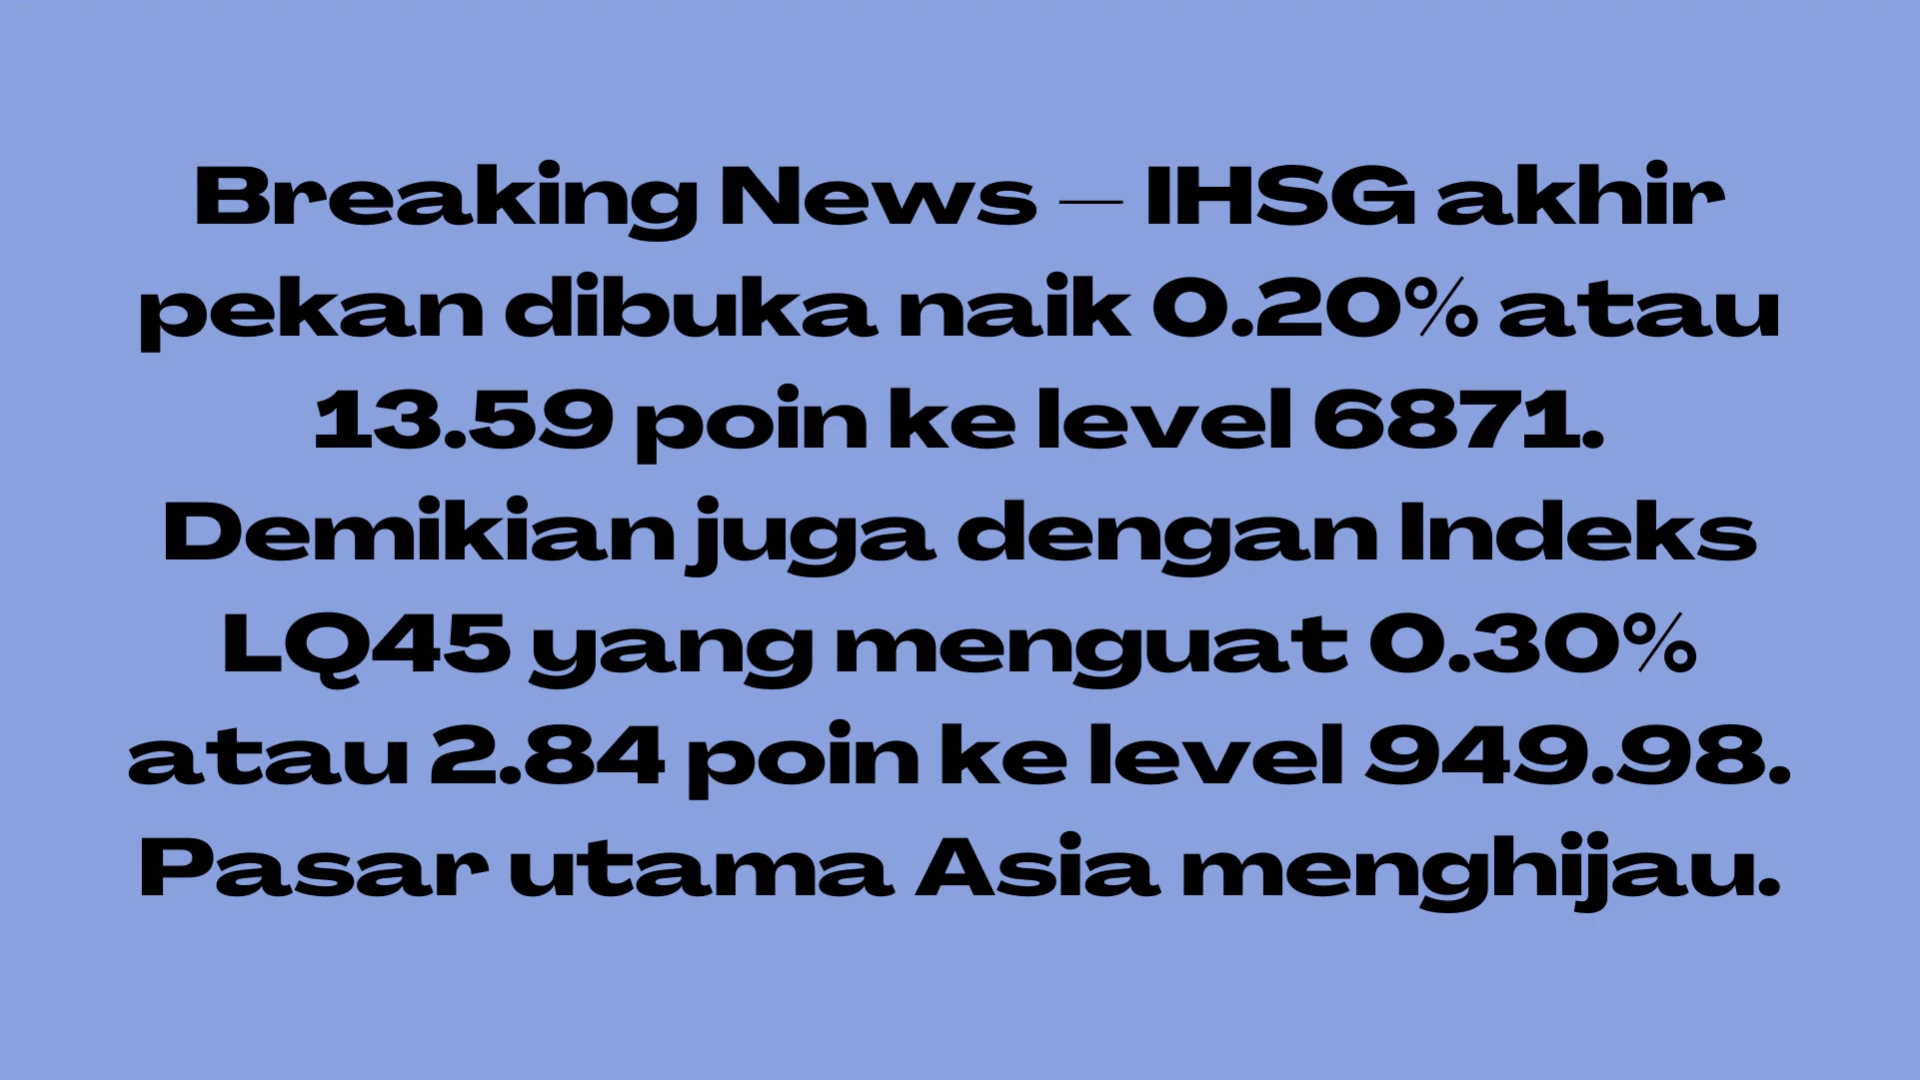 Breaking News — IHSG akhir
pekan dibuka naik 0.20% atau
13.59 poin ke level 6871.
Demikian juga dengan Indeks
LQ45 yang menguat 0.30%
atau 2.84 poin ke level 949.98.
Pasar utama Asia menghijau.